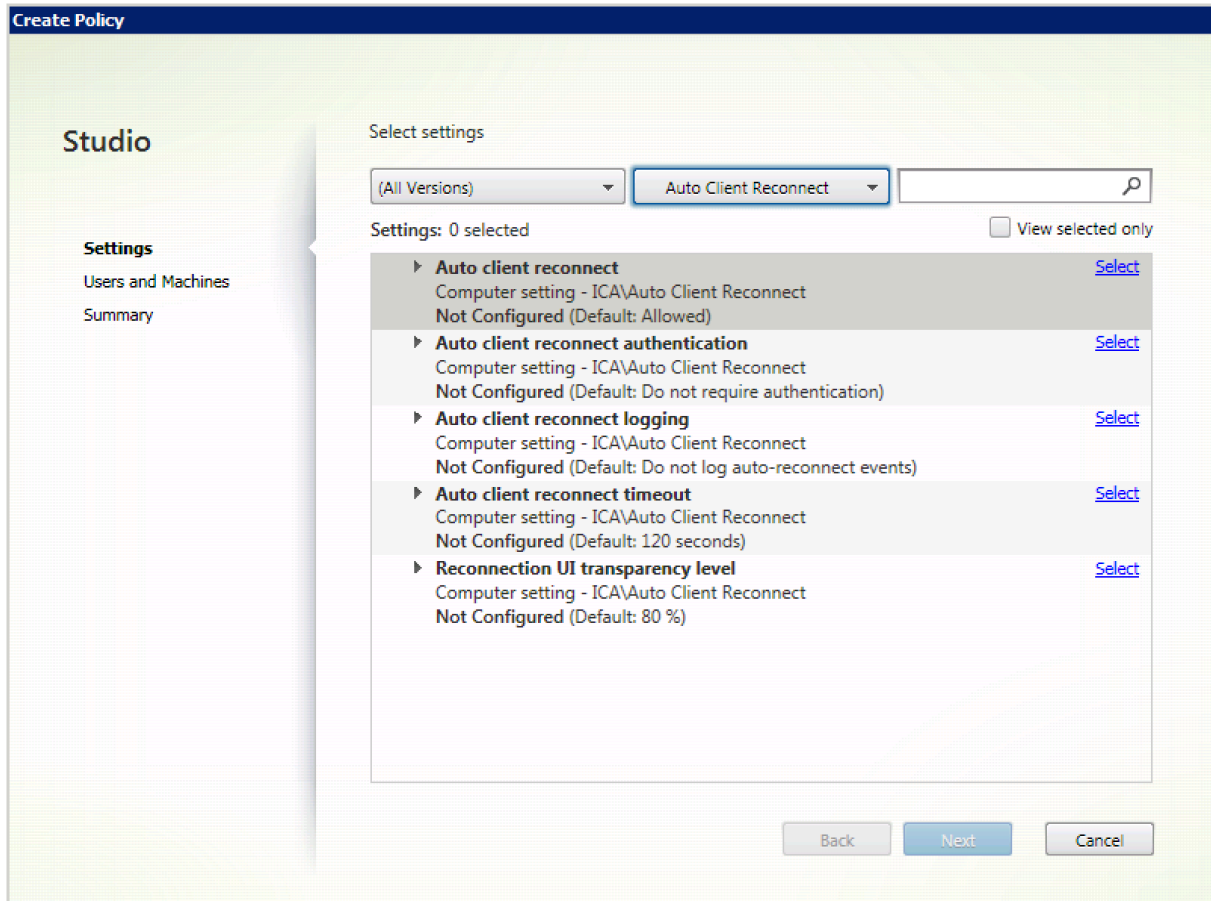 Create Policy
Studio
Settings
Users and Machines
Summary
Select settings
(All Versions)
Auto Client Reconnect
Settings: 0 selected
View selected only
Auto client reconnect
Select
Computer setting - ICA\Auto Client Reconnect
Not Configured (Default: Allowed)
Auto client reconnect authentication
Select
Computer setting - ICA\Auto Client Reconnect
Not Configured (Default: Do not require authentication)
Auto client reconnect logging
Select
Computer setting - ICA\Auto Client Reconnect
Not Configured (Default: Do not log auto-reconnect events)
Auto client reconnect timeout
Select
Computer setting - ICA\Auto Client Reconnect
Not Configured (Default: 120 seconds)
Reconnection UI transparency level
Select
Computer setting - ICA\Auto Client Reconnect
Not Configured (Default: 80 %)
Back
Next
Cancel